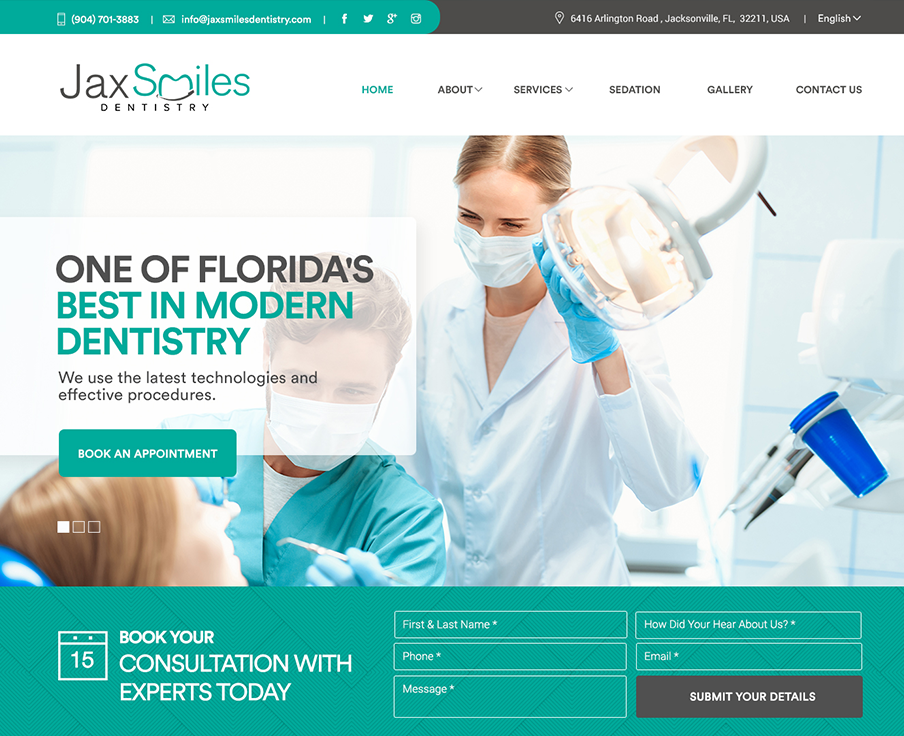 (904) 701-3883 | info@jaxsmilesdentistry.com |
6416 Arlington Road , Jacksonville, FL, 32211, USA | English
Jax Smiles
DENTISTRY
HOME ABOUT SERVICES SEDATION GALLERY CONTACT US
ONE OF FLORIDA'S
BEST IN MODERN
DENTISTRY
We use the latest technologies and
effective procedures.
BOOK AN APPOINTMENT
15
BOOK YOUR
CONSULTATION WITH
EXPERTS TODAY
First & Last Name *
How Did Your Hear About Us? *
Phone *
Email *
Message *
SUBMIT YOUR DETAILS